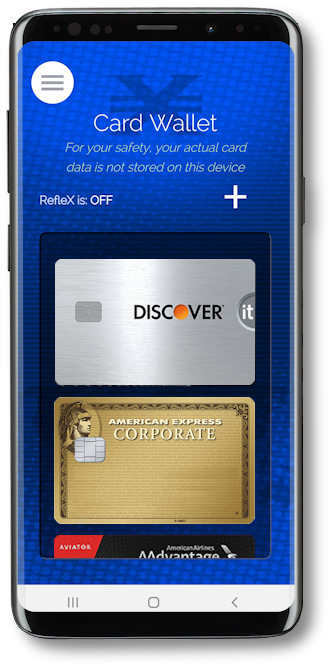 Card Wallet
For your safety, your actual card
data is not stored on this device
RefleX is: OFF
+
DISCOVER it
AMERICAN EXPRESS
CORPORATE
AVIATOR
AmericanAirlines
AAdvantage